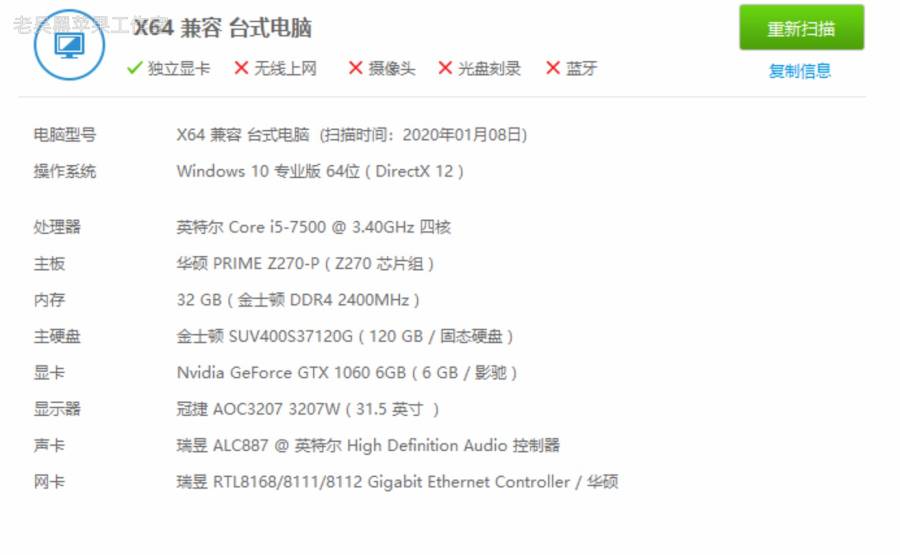 老吴黑苹果工作室
X64 兼容 台式电脑
重新扫描
独立显卡 无线上网 摄像头 光盘刻录 蓝牙
复制信息
电脑型号 X64 兼容 台式电脑 (扫描时间：2020年01月08日)
操作系统 Windows 10 专业版 64位 ( DirectX 12 )
处理器 英特尔 Core i5-7500 @ 3.40GHz 四核
主板 华硕 PRIME Z270-P ( Z270 芯片组 )
内存 32 GB ( 金士顿 DDR4 2400MHz )
主硬盘 金士顿 SUV400S37120G ( 120 GB / 固态硬盘 )
显卡 Nvidia GeForce GTX 1060 6GB ( 6 GB / 影驰 )
显示器 冠捷 AOC3207 3207W ( 31.5 英寸 )
声卡 瑞昱 ALC887 @ 英特尔 High Definition Audio 控制器
网卡 瑞昱 RTL8168/8111/8112 Gigabit Ethernet Controller / 华硕